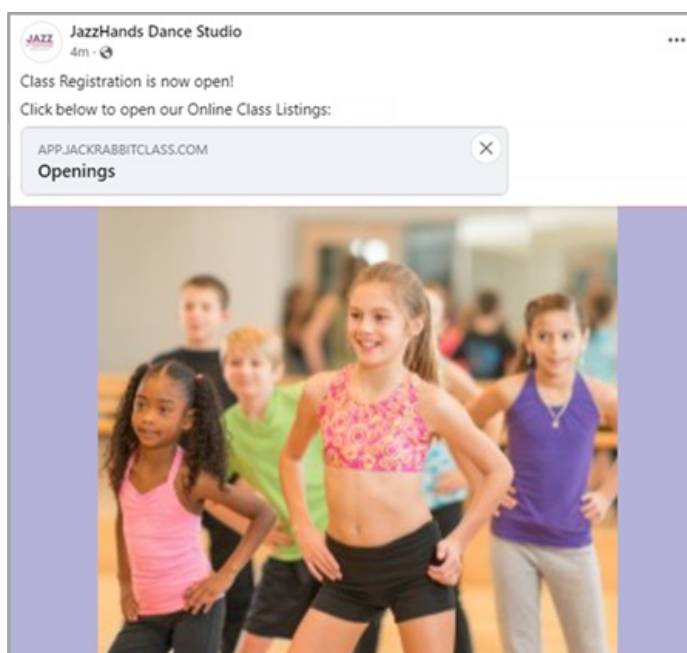 JAZZ
JazzHands Dance Studio
4m ·
Class Registration is now open!
Click below to open our Online Class Listings:
APP.JACKRABBITCLASS.COM
Openings